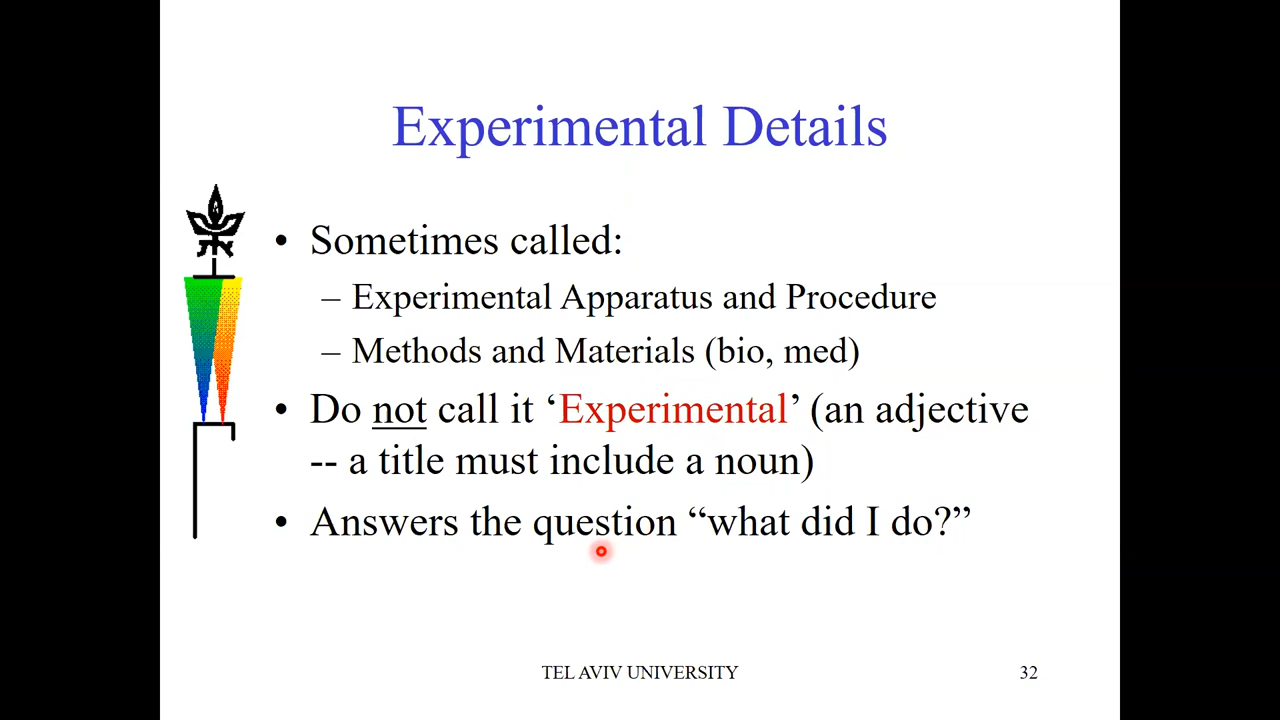 Experimental Details
• Sometimes called:
– Experimental Apparatus and Procedure
– Methods and Materials (bio, med)
• Do not call it ‘Experimental’ (an adjective
-- a title must include a noun)
• Answers the question “what did I do?”
TEL AVIV UNIVERSITY
32